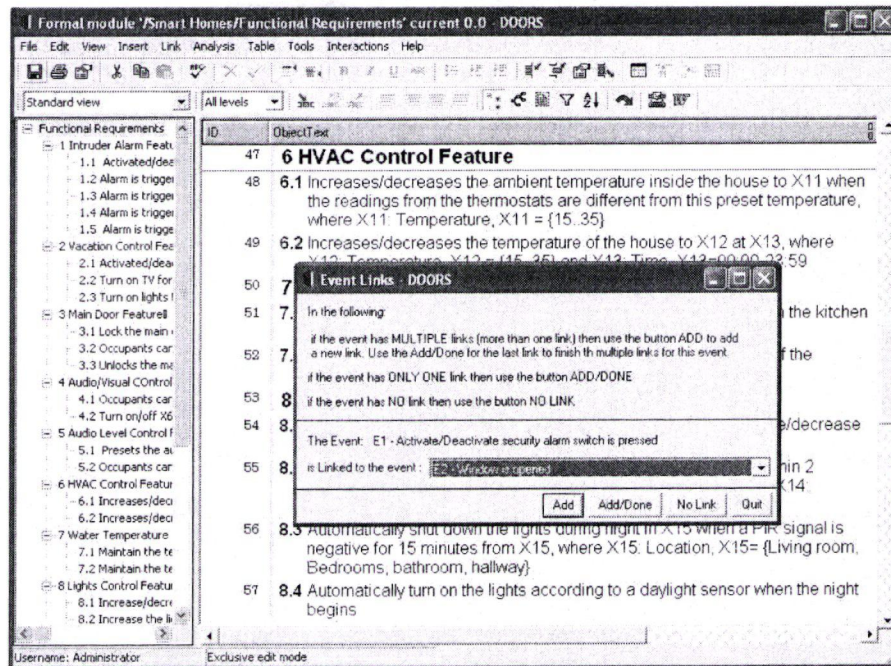 Formal module '/Smart Homes/Functional Requirements' current 0.0 - DOORS
File Edit View Insert Link Analysis Table Tools Interactions Help
Standard view
All levels
Functional Requirements
1 Intruder Alarm Featu
1.1 Activated/dea
1.2 Alarm is trigger
1.3 Alarm is trigger
1.4 Alarm is trigger
1.5 Alarm is trigge
2 Vacation Control Fea
2.1 Activated/dea
2.2 Turn on TV for
2.3 Turn on lights
3 Main Door Feature
3.1 Lock the main
3.2 Occupants car
3.3 Unlocks the ma
4 Audio/Visual COntrol
4.1 Occupants car
4.2 Turn on/off X6
5 Audio Level Control F
5.1 Presets the au
5.2 Occupants car
6 HVAC Control Featur
6.1 Increases/deci
6.2 Increases/deci
7 Water Temperature
7.1 Maintain the te
7.2 Maintain the te
8 Lights Control Featur
8.1 Increase/decre
8.2 Increase the li
ID ObjectText
47 6 HVAC Control Feature
48 6.1 Increases/decreases the ambient temperature inside the house to X11 when
the readings from the thermostats are different from this preset temperature,
where X11: Temperature, X11 = {15..35}
49 6.2 Increases/decreases the temperature of the house to X12 at X13, where
X12: Temperature, X12 = {15..35} and X13: Time, X13=00:00-23:59
50 7
51 7. the kitchen
52 7. f the
53 8
54 8. e/decrease
55 8. hin 2
X14:
56 8.3 Automatically shut down the lights during night in X15 when a PIR signal is
negative for 15 minutes from X15, where X15: Location, X15= {Living room,
Bedrooms, bathroom, hallway}
57 8.4 Automatically turn on the lights according to a daylight sensor when the night
begins
Event Links - DOORS
In the following:
if the event has MULTIPLE links (more than one link) then use the button ADD to add
a new link. Use the Add/Done for the last link to finish th multiple links for this event.
if the event has ONLY ONE link then use the button ADD/DONE
if the event has NO link then use the button NO LINK
The Event: E1 - Activate/Deactivate security alarm switch is pressed
is Linked to the event : E2 - Window is opened
Add Add/Done No Link Quit
Username: Administrator
Exclusive edit mode